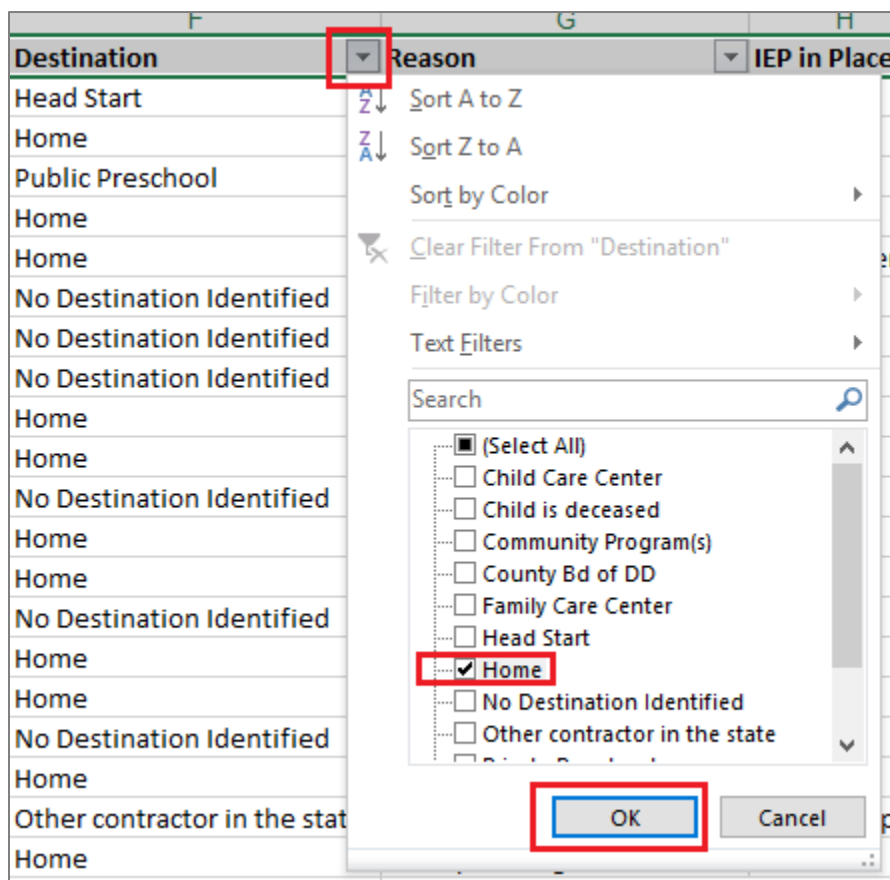 F G H
Destination Reason IEP in Place
Head Start
Home
Public Preschool
Home
Home
No Destination Identified
No Destination Identified
No Destination Identified
Home
Home
No Destination Identified
Home
Home
No Destination Identified
Home
Home
No Destination Identified
Home
Other contractor in the stat
Home
Sort A to Z
Sort Z to A
Sort by Color
Clear Filter From "Destination"
Filter by Color
Text Filters
Search
(Select All)
Child Care Center
Child is deceased
Community Program(s)
County Bd of DD
Family Care Center
Head Start
Home
No Destination Identified
Other contractor in the state
OK Cancel